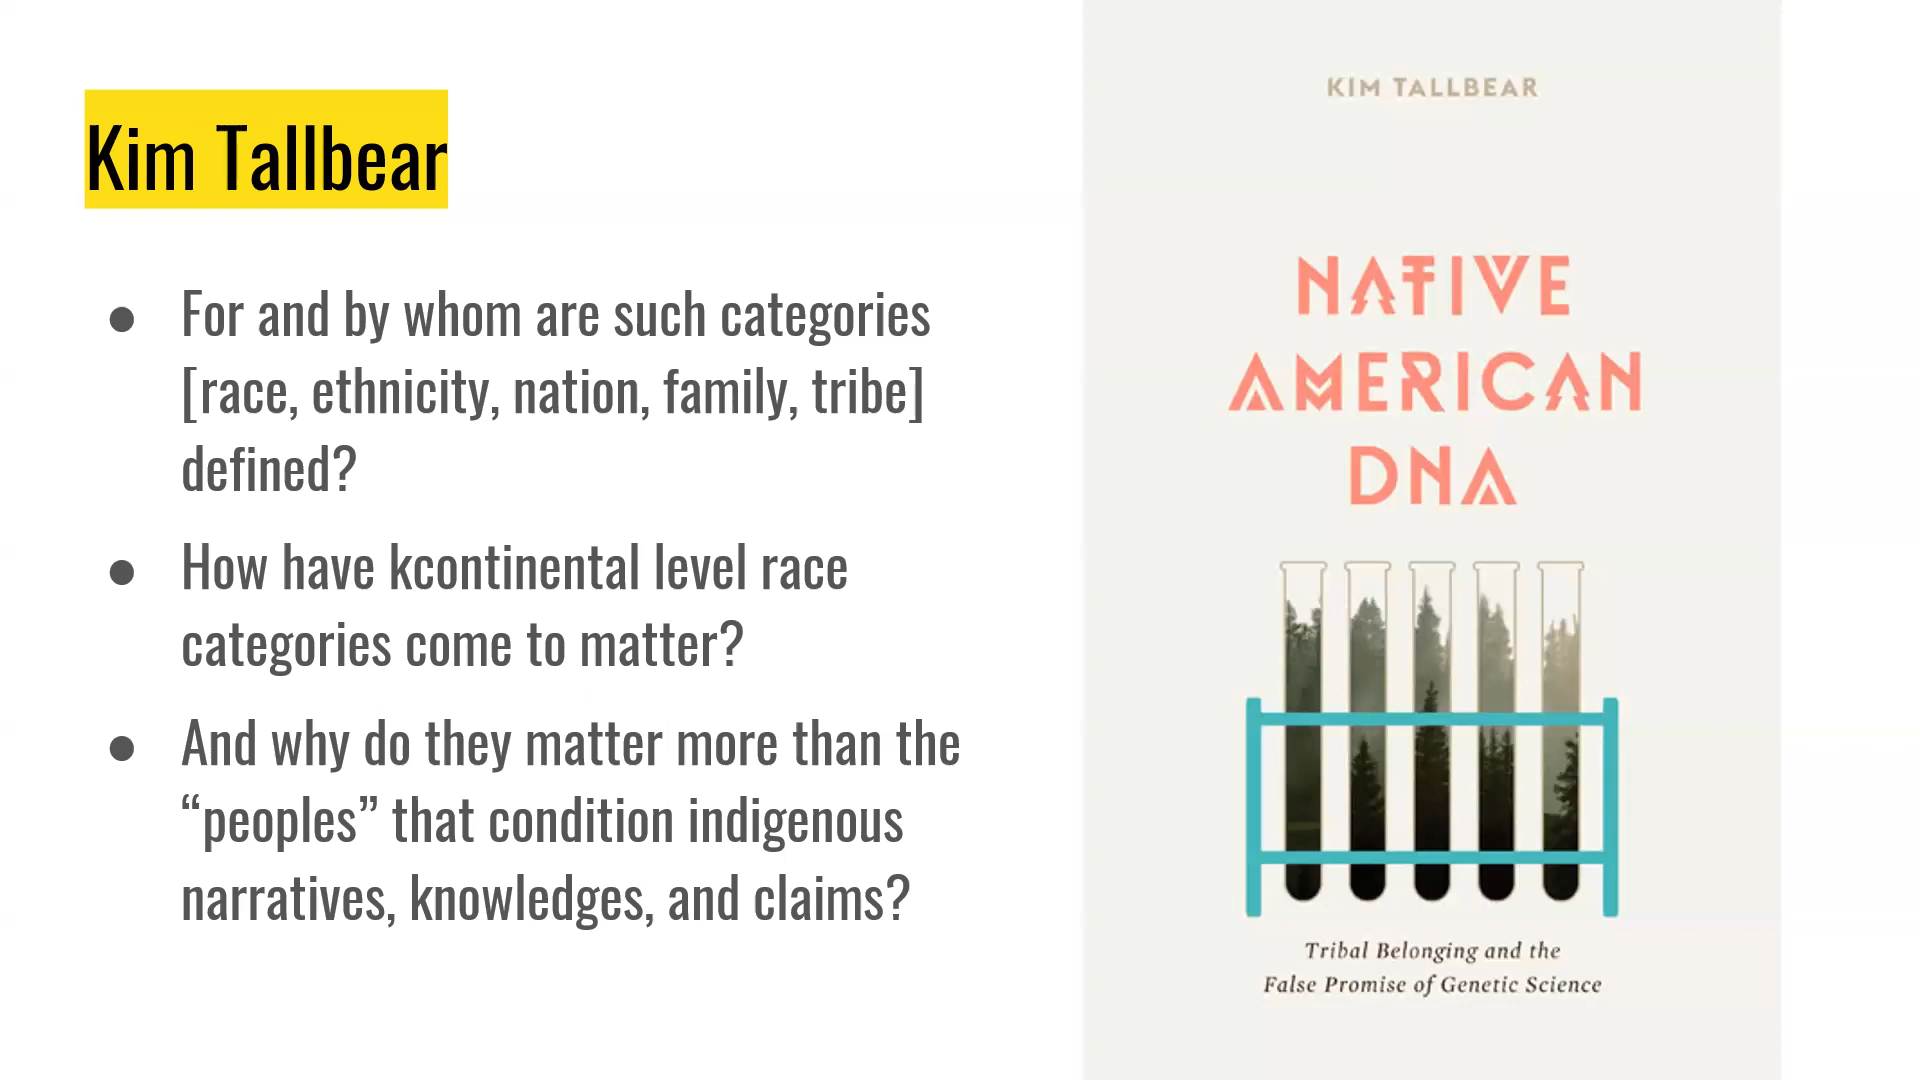 Kim Tallbear
● For and by whom are such categories
[race, ethnicity, nation, family, tribe]
defined?
● How have kcontinental level race
categories come to matter?
● And why do they matter more than the
“peoples” that condition indigenous
narratives, knowledges, and claims?
KIM TALLBEAR
NATIVE
AMERICAN
DNA
Tribal Belonging and the
False Promise of Genetic Science